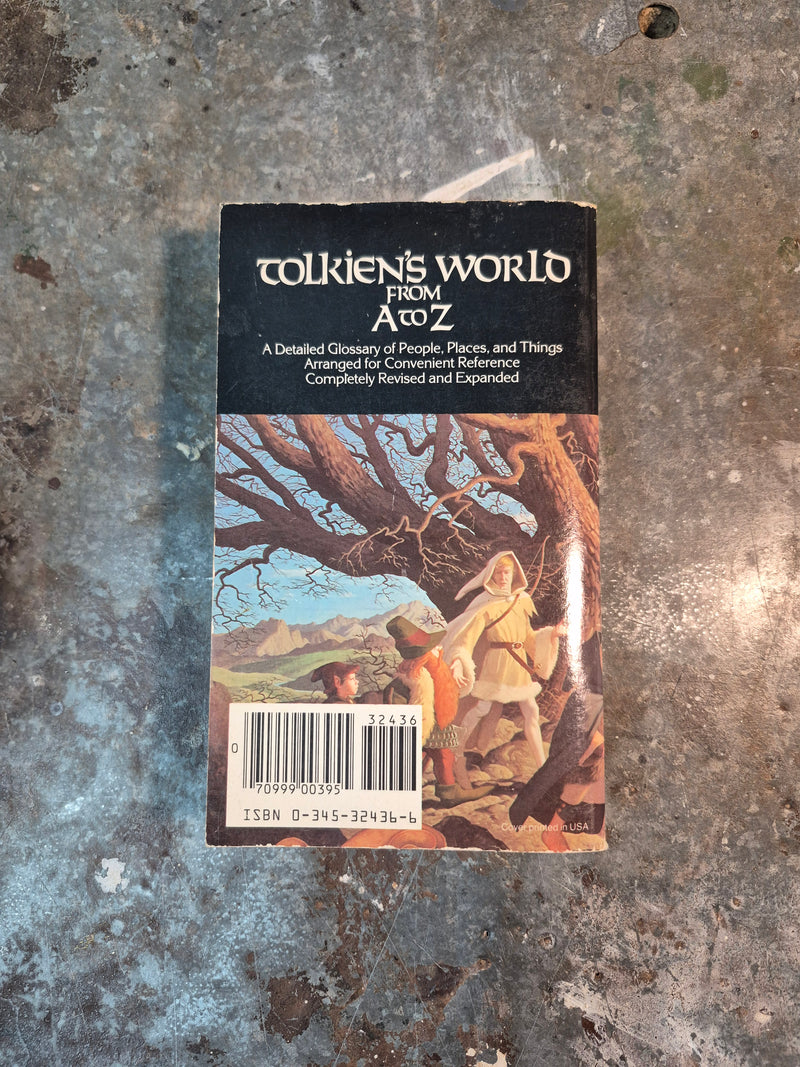 TOLKIEN'S WORLD
FROM
A TO Z
A Detailed Glossary of People, Places, and Things
Arranged for Convenient Reference
Completely Revised and Expanded
32436
0
70999 00395
ISBN 0-345-32436-6
Cover printed in USA